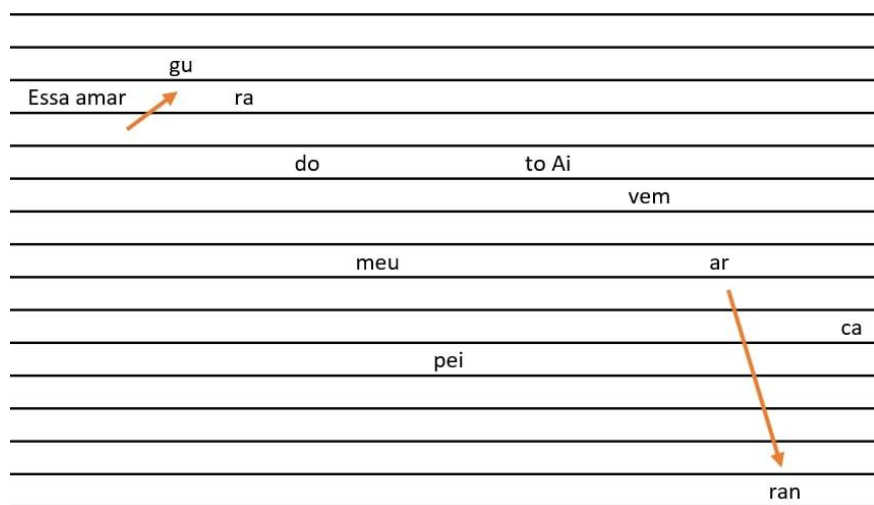 gu
Essa amar ra
do to Ai
vem
meu ar
ca
pei
ran